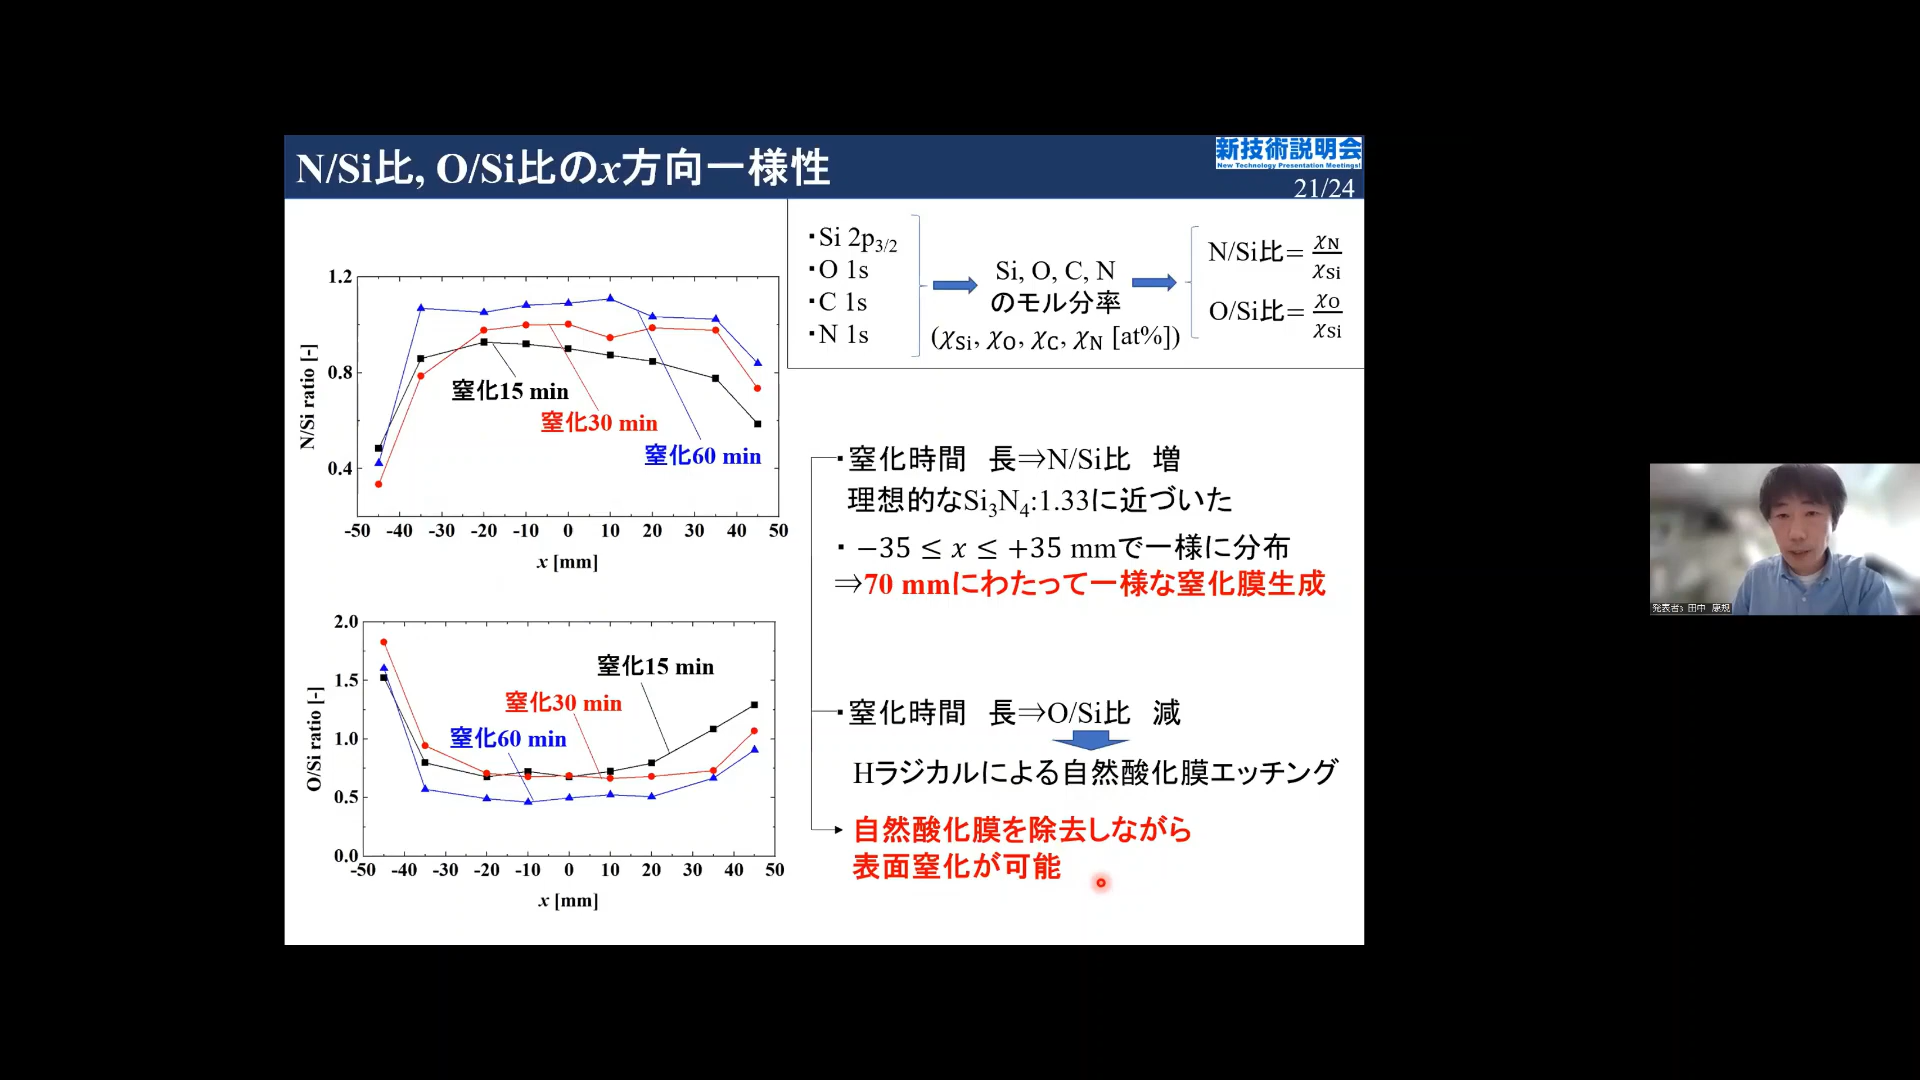 N/Si比, O/Si比のx方向一様性
新技術説明会
New Technology Presentation Meetings!
21/24
・Si 2p3/2
・O 1s
・C 1s
・N 1s
Si, O, C, N
のモル分率
(χSi, χO, χC, χN [at%])
N/Si比= χN/χSi
O/Si比= χO/χSi
1.2
0.8
0.4
N/Si ratio [-]
窒化15 min
窒化30 min
窒化60 min
-50 -40 -30 -20 -10 0 10 20 30 40 50
x [mm]
・窒化時間 長⇒N/Si比 増
理想的なSi3N4:1.33に近づいた
・−35 ≤ x ≤ +35 mmで一様に分布
⇒70 mmにわたって一様な窒化膜生成
2.0
1.5
1.0
0.5
0.0
O/Si ratio [-]
窒化15 min
窒化30 min
窒化60 min
-50 -40 -30 -20 -10 0 10 20 30 40 50
x [mm]
・窒化時間 長⇒O/Si比 減
Hラジカルによる自然酸化膜エッチング
自然酸化膜を除去しながら
表面窒化が可能
発表者3 田中 康規